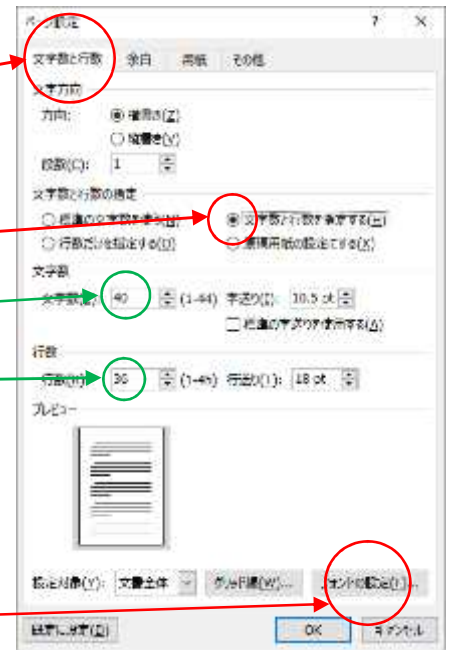 ページ設定 ? ×
文字数と行数 余白 用紙 その他
文字方向
方向: 横書き(Z)
縦書き(V)
段数(C): 1
文字数と行数の指定
標準の文字数を使う(N) 文字数と行数を指定する(H)
行数だけを指定する(O) 原稿用紙の設定にする(X)
文字数
文字数(E): 40 (1-44) 字送り(I): 10.5 pt
標準の字送りを使用する(A)
行数
行数(R): 36 (1-45) 行送り(T): 18 pt
プレビュー
設定対象(Y): 文書全体 グリッド線(W)... フォントの設定(F)...
既定に設定(D) OK キャンセル